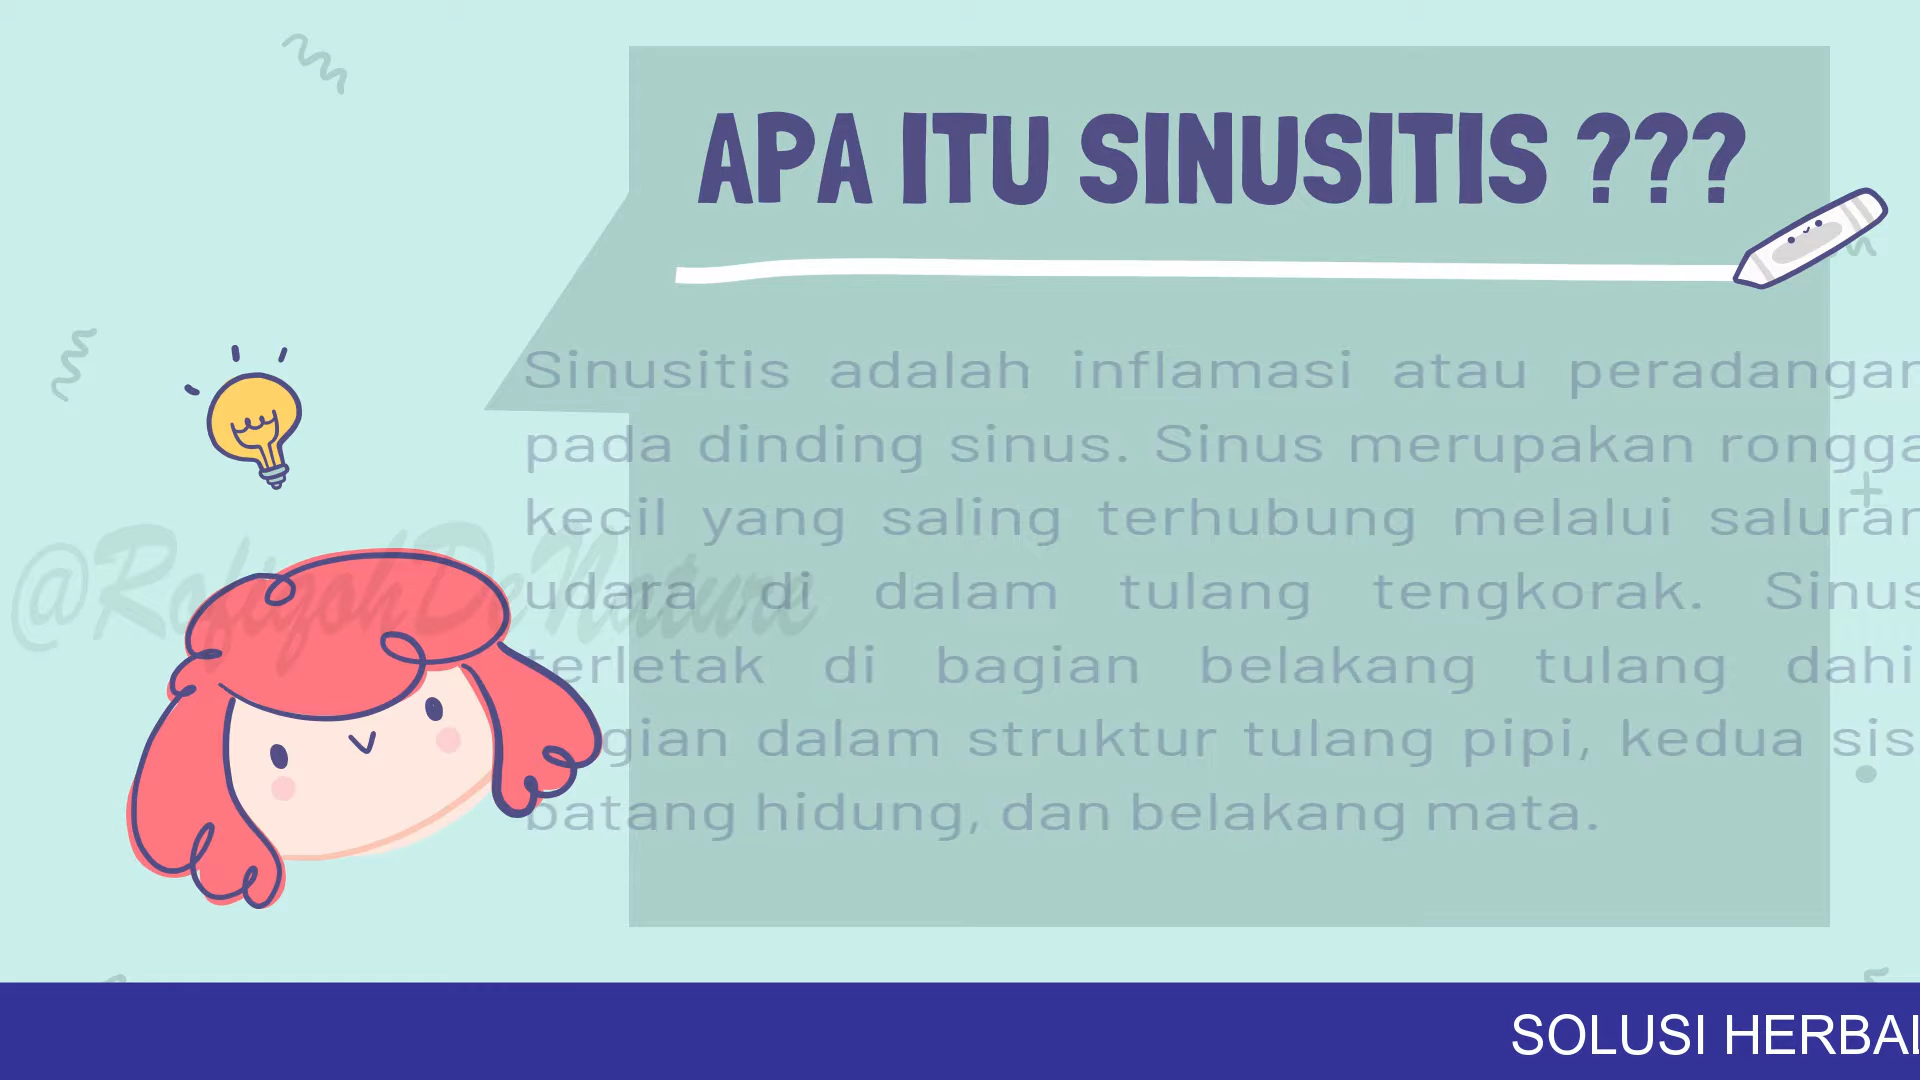 APA ITU SINUSITIS ???
Sinusitis adalah inflamasi atau peradangan
pada dinding sinus. Sinus merupakan rongga
kecil yang saling terhubung melalui saluran
udara di dalam tulang tengkorak. Sinus
terletak di bagian belakang tulang dahi
gian dalam struktur tulang pipi, kedua sis
batang hidung, dan belakang mata.
@RafiqohDeNature
SOLUSI HERBAL